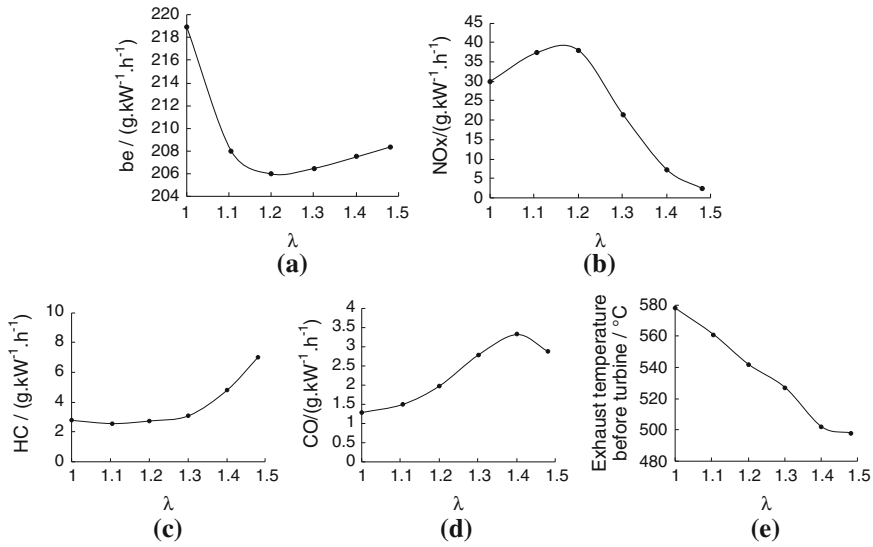 be / (g.kW⁻¹.h⁻¹)
220
218
216
214
212
210
208
206
204
1 1.1 1.2 1.3 1.4 1.5
λ
(a)
NOx/(g.kW⁻¹.h⁻¹)
45
40
35
30
25
20
15
10
5
0
1 1.1 1.2 1.3 1.4 1.5
λ
(b)
HC / (g.kW⁻¹.h⁻¹)
10
8
6
4
2
0
1 1.1 1.2 1.3 1.4 1.5
λ
(c)
CO/(g.kW⁻¹.h⁻¹)
4
3.5
3
2.5
2
1.5
1
0.5
0
1 1.1 1.2 1.3 1.4 1.5
λ
(d)
Exhaust temperature
before turbine / °C
580
560
540
520
500
480
1 1.1 1.2 1.3 1.4 1.5
λ
(e)